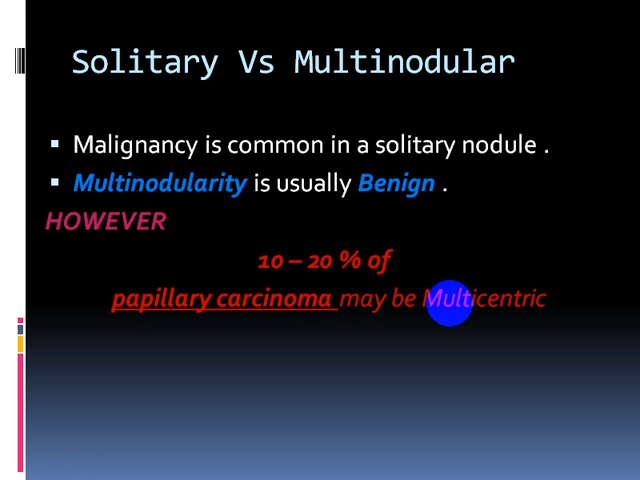 Solitary Vs Multinodular
Malignancy is common in a solitary nodule .
Multinodularity is usually Benign .
HOWEVER
10 – 20 % of
papillary carcinoma may be Multicentric